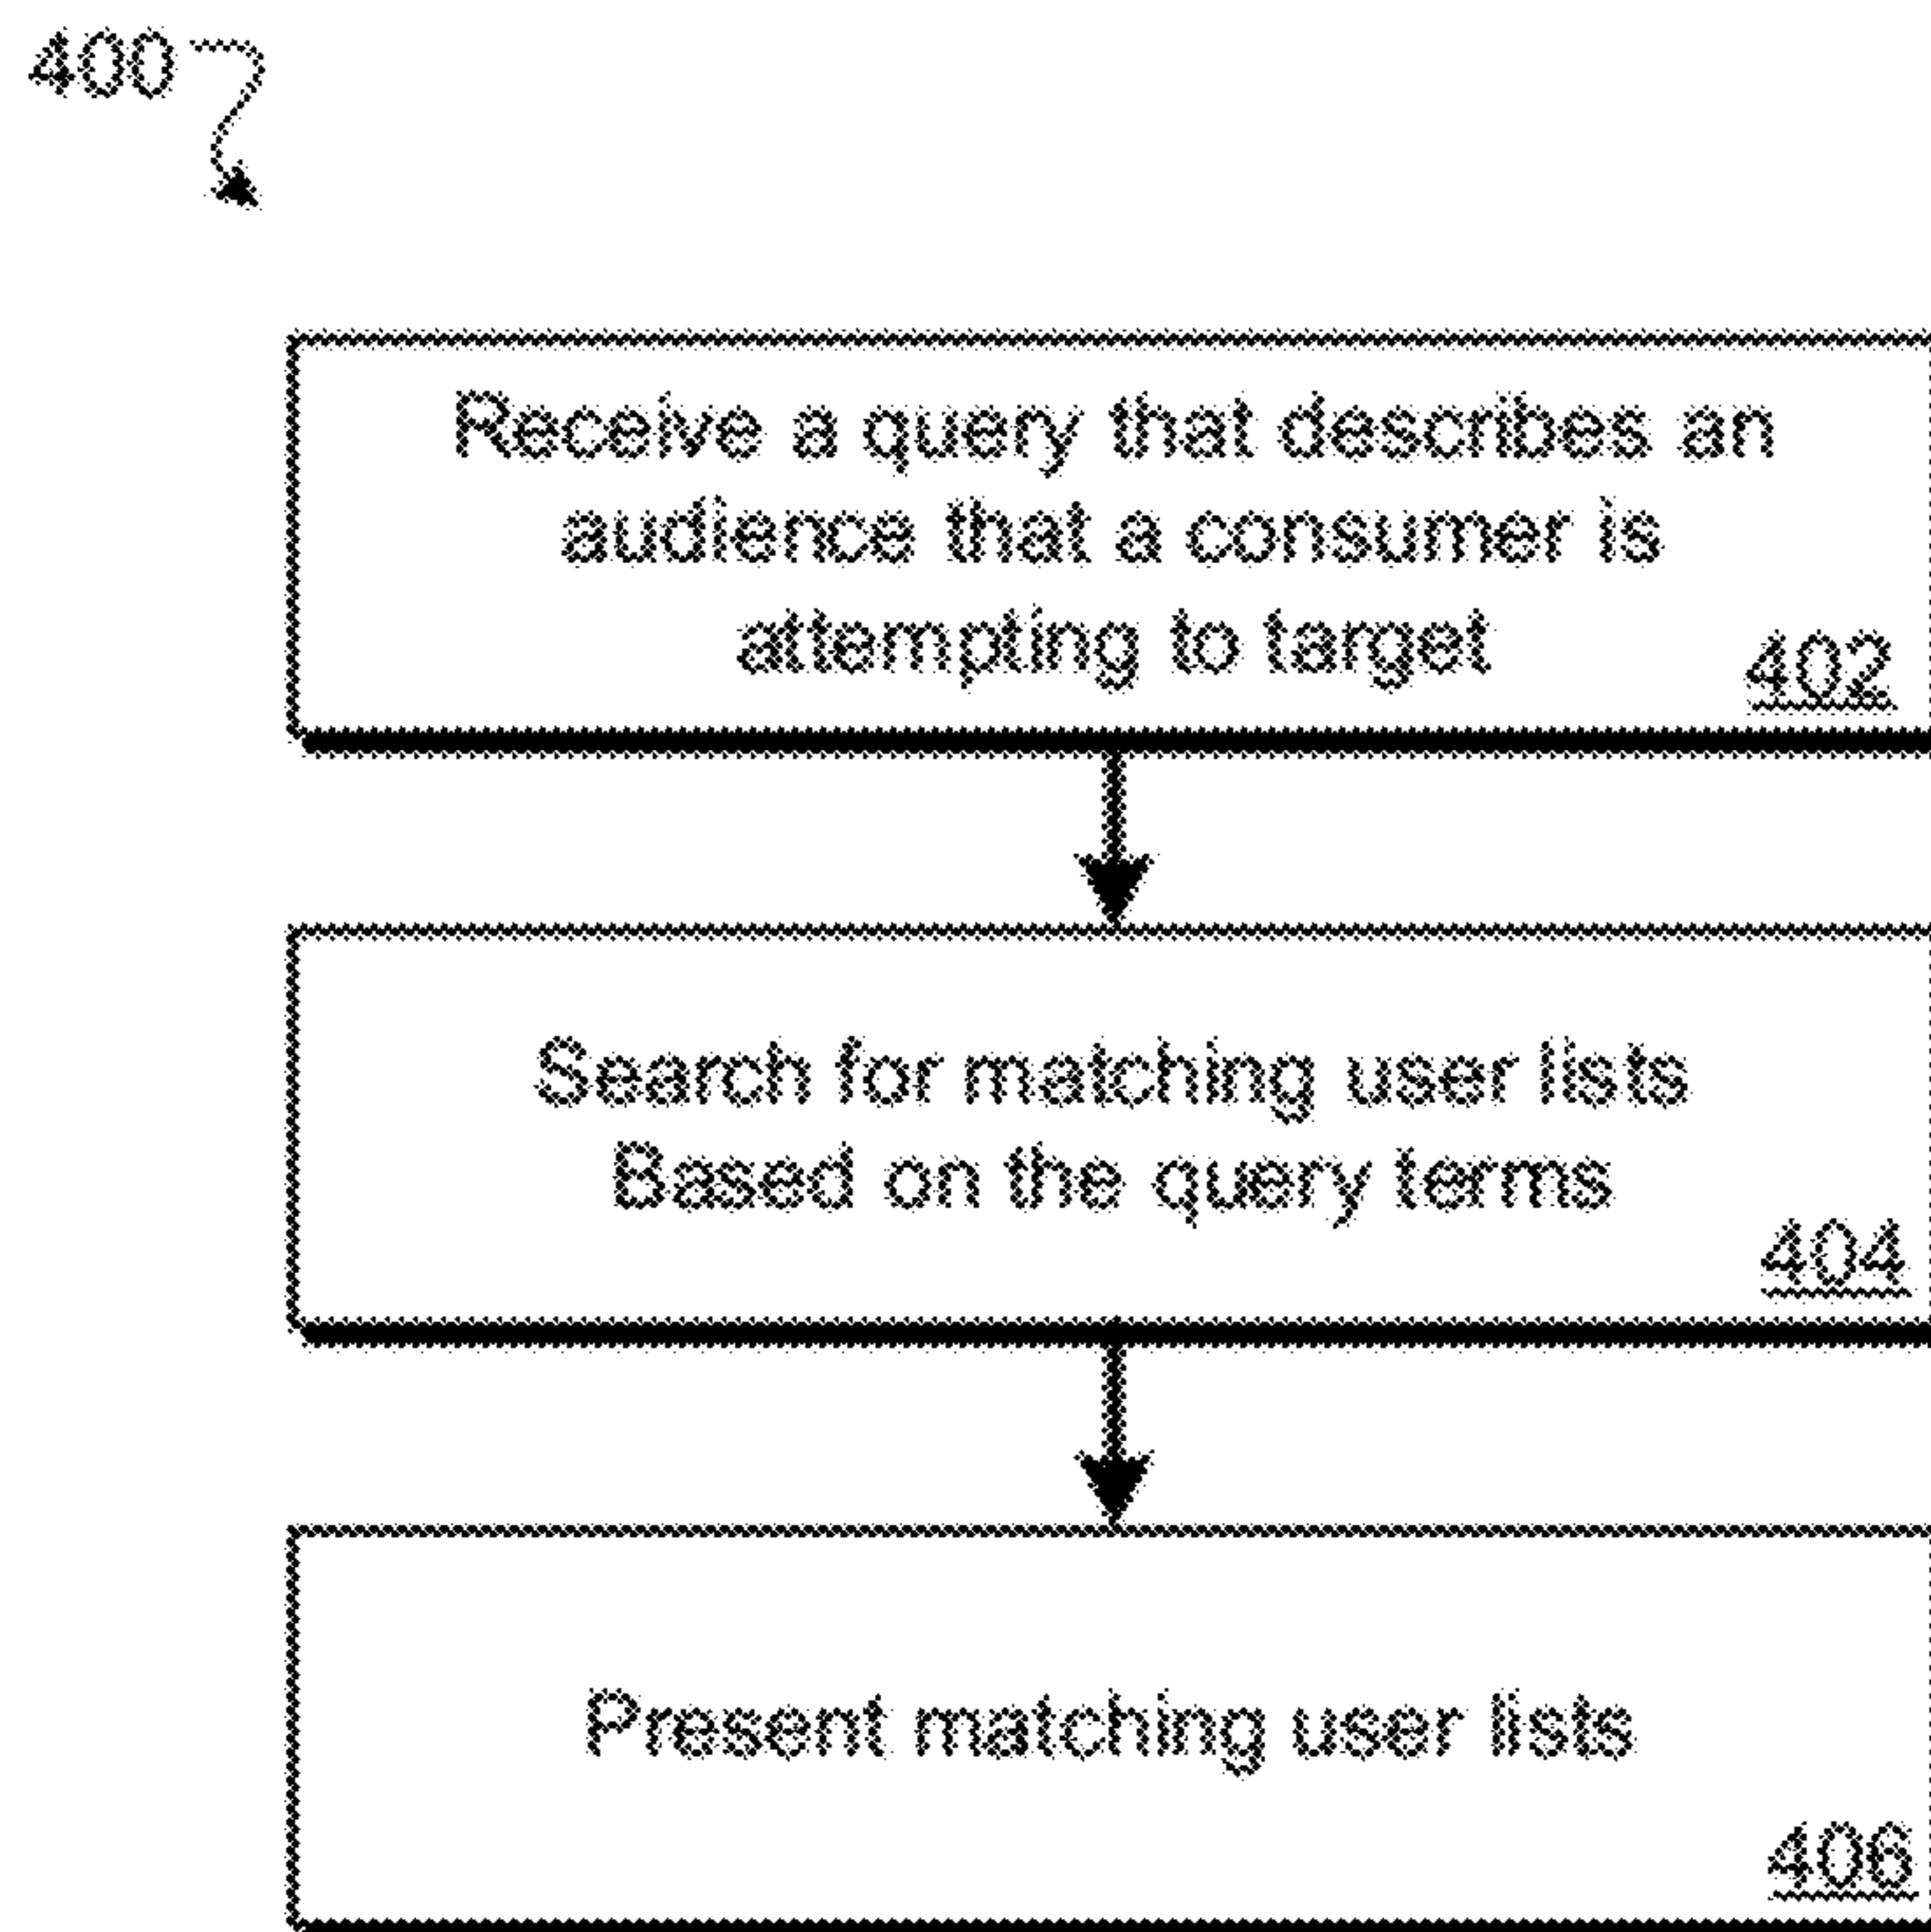 400
Receive a query that describes an
audience that a consumer is
attempting to target
402
Search for matching user lists
Based on the query terms
404
Present matching user lists
406